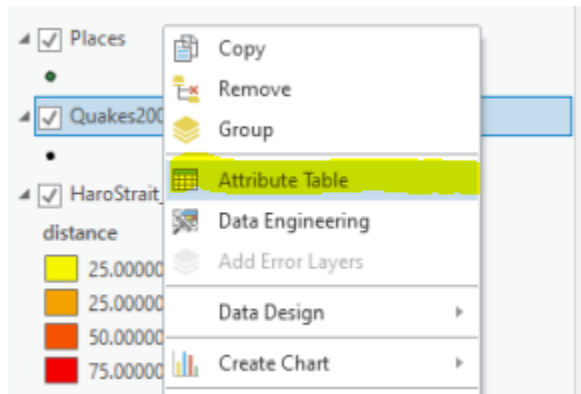 Places
Quakes200
HaroStrait_
distance
25.00000
25.00000
50.00000
75.00000
Copy
Remove
Group
Attribute Table
Data Engineering
Add Error Layers
Data Design
Create Chart